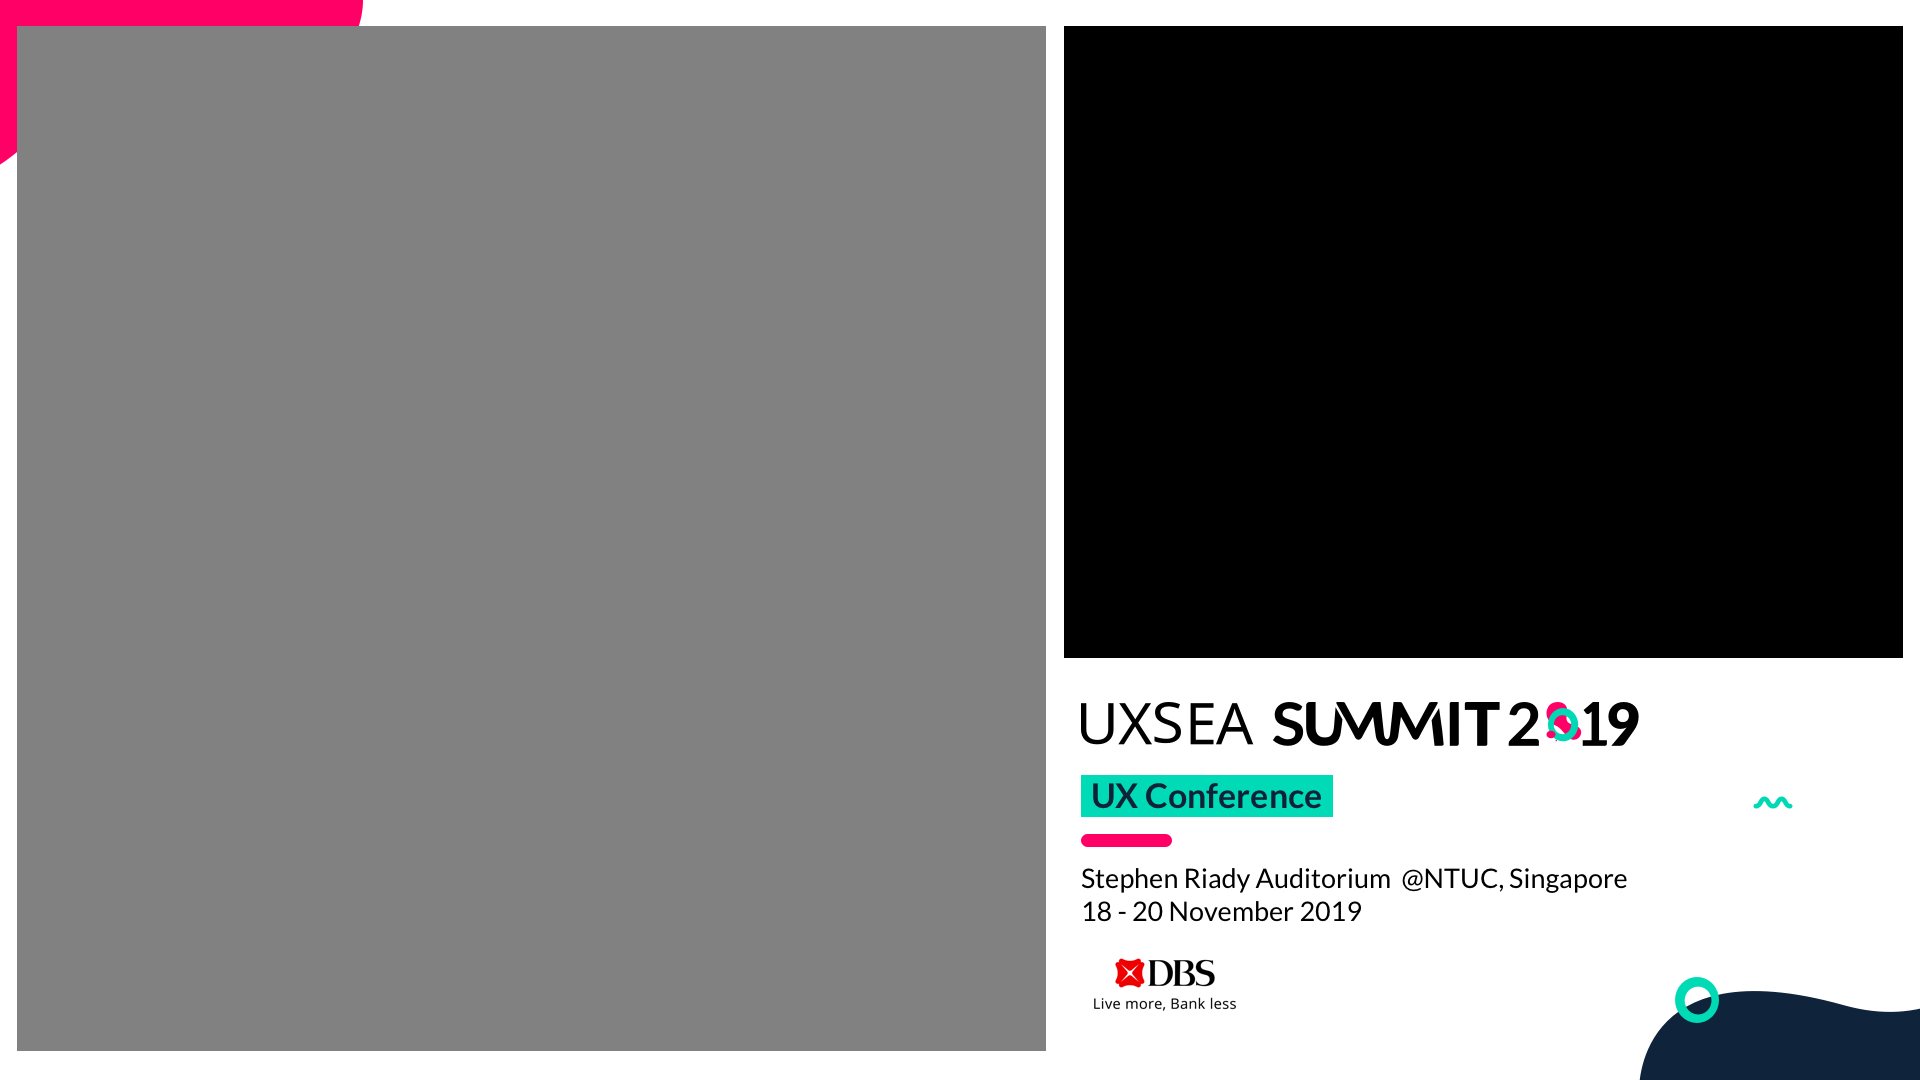 UXSEA SUMMIT 2019
UX Conference
Stephen Riady Auditorium @NTUC, Singapore
18 - 20 November 2019
DBS
Live more, Bank less